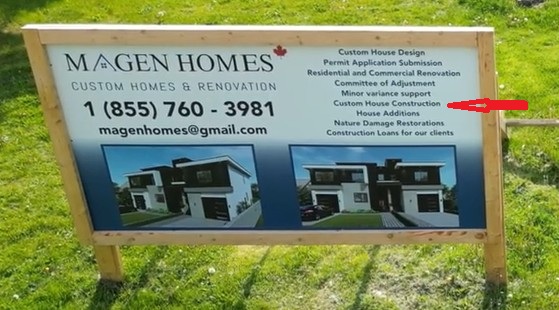 MAGEN HOMES
CUSTOM HOMES & RENOVATION
1 (855) 760 - 3981
magenhomes@gmail.com
Custom House Design
Permit Application Submission
Residential and Commercial Renovation
Committee of Adjustment
Minor variance support
Custom House Construction
House Additions
Nature Damage Restorations
Construction Loans for our clients